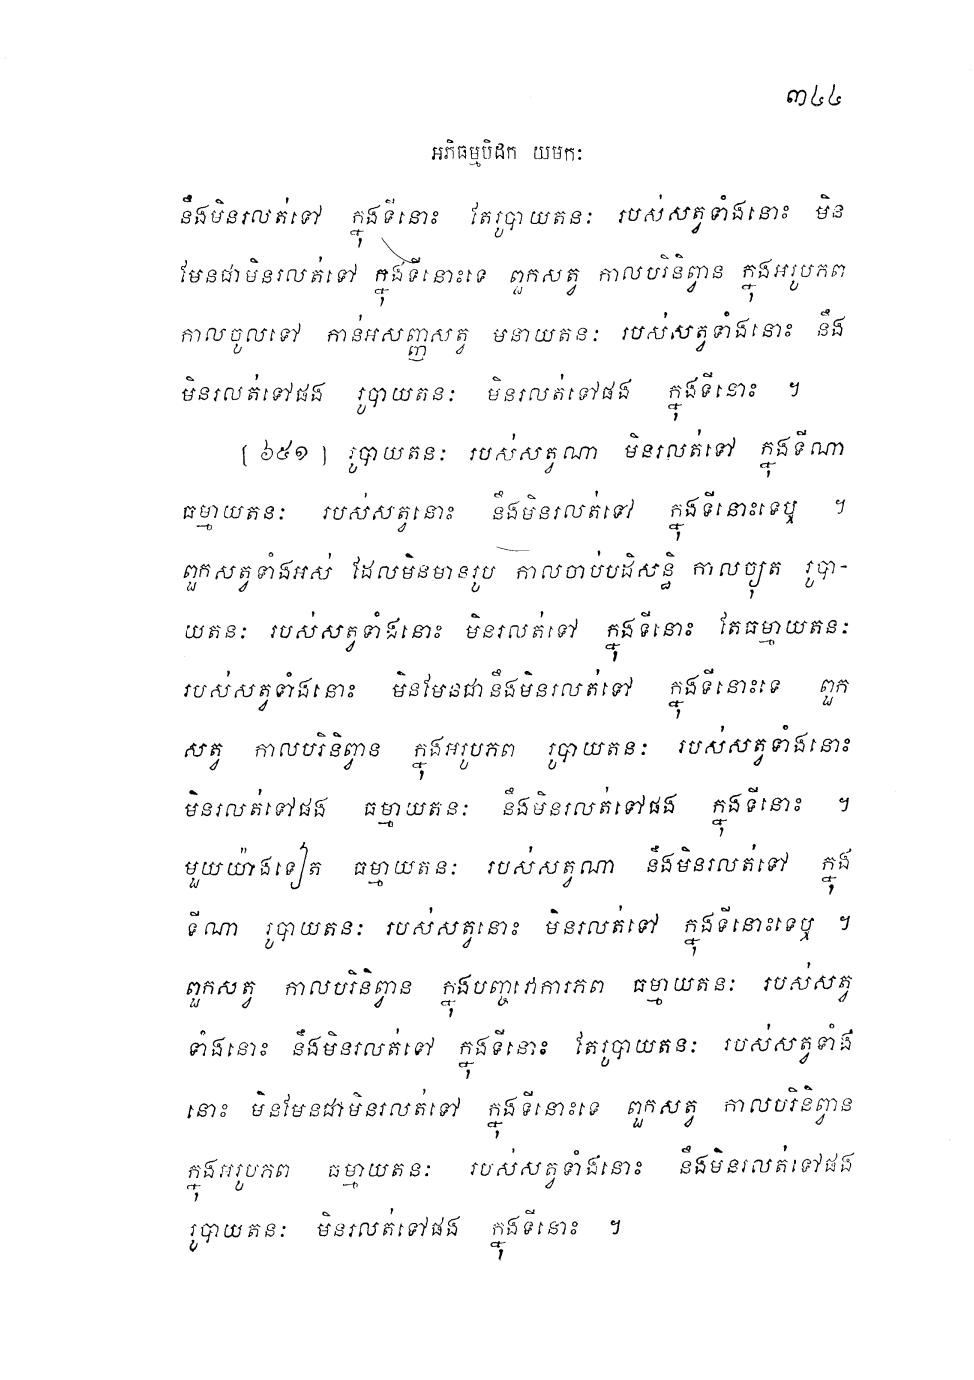 ៣៤៤
អភិធម្មបិដក យមកៈ
នឹងមិនរលត់ទៅ ក្នុងទីនោះ តែរូបាយតនៈ របស់សត្វទាំងនោះ មិន
មែនជាមិនរលត់ទៅ ក្នុងទីនោះទេ ពួកសត្វ កាលបរិនិព្វាន ក្នុងអរូបភព
កាលចូលទៅ កាន់អសញ្ញសត្វ មនាយតនៈ របស់សត្វទាំងនោះ នឹង
មិនរលត់ទៅផង រូបាយតនៈ មិនរលត់ទៅផង ក្នុងទីនោះ ។
[ ៦៥១ ] រូបាយតនៈ របស់សត្វណា មិនរលត់ទៅ ក្នុងទីណា
ធម្មាយតនៈ របស់សត្វនោះ នឹងមិនរលត់ទៅ ក្នុងទីនោះទេឬ ។
ពួកសត្វទាំងអស់ ដែលមិនមានរូប កាលចាប់បដិសន្ធិ កាលច្យុត រូបា-
យតនៈ របស់សត្វទាំងនោះ មិនរលត់ទៅ ក្នុងទីនោះ តែធម្មាយតនៈ
របស់សត្វទាំងនោះ មិនមែនជានឹងមិនរលត់ទៅ ក្នុងទីនោះទេ ពួក
សត្វ កាលបរិនិព្វាន ក្នុងអរូបភព រូបាយតនៈ របស់សត្វទាំងនោះ
មិនរលត់ទៅផង ធម្មាយតនៈ នឹងមិនរលត់ទៅផង ក្នុងទីនោះ ។
មួយយ៉ាងទៀត ធម្មាយតនៈ របស់សត្វណា នឹងមិនរលត់ទៅ ក្នុង
ទីណា រូបាយតនៈ របស់សត្វនោះ មិនរលត់ទៅ ក្នុងទីនោះទេឬ ។
ពួកសត្វ កាលបរិនិព្វាន ក្នុងបញ្ចវោការភព ធម្មាយតនៈ របស់សត្វ
ទាំងនោះ នឹងមិនរលត់ទៅ ក្នុងទីនោះ តែរូបាយតនៈ របស់សត្វទាំង
នោះ មិនមែនជាមិនរលត់ទៅ ក្នុងទីនោះទេ ពួកសត្វ កាលបរិនិព្វាន
ក្នុងអរូបភព ធម្មាយតនៈ របស់សត្វទាំងនោះ នឹងមិនរលត់ទៅផង
រូបាយតនៈ មិនរលត់ទៅផង ក្នុងទីនោះ ។